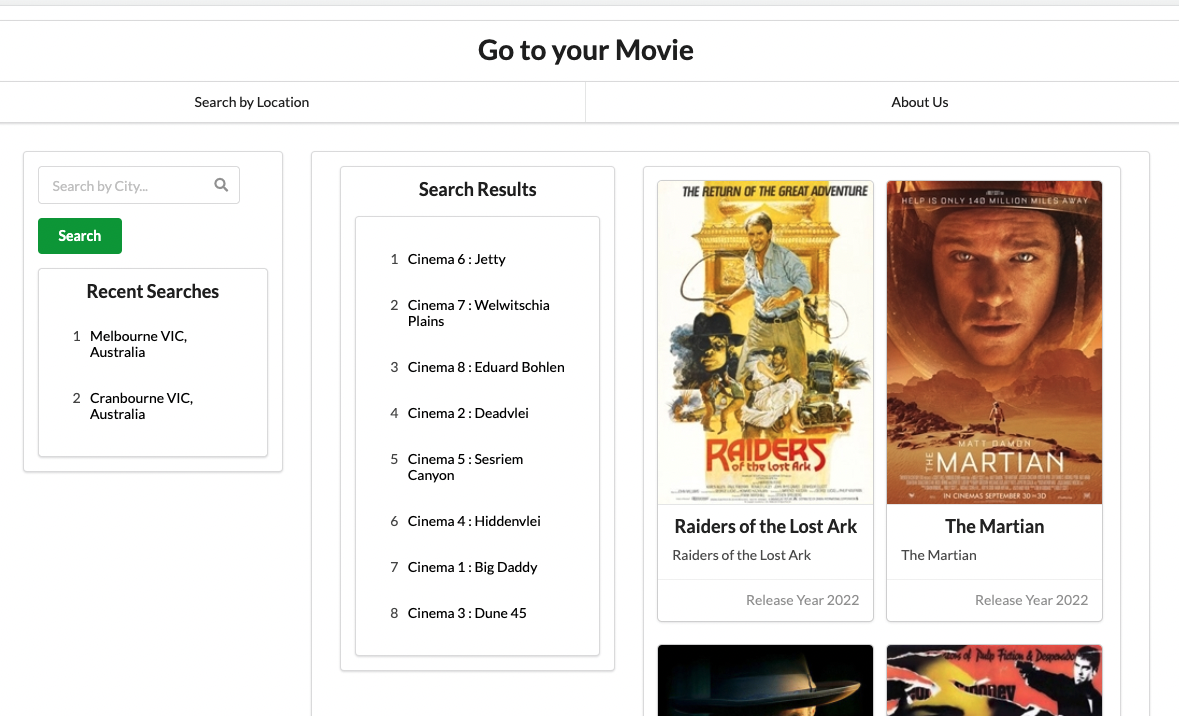 Go to your Movie
Search by Location
About Us
Search by City...
Search
Recent Searches
1 Melbourne VIC,
Australia
2 Cranbourne VIC,
Australia
Search Results
1 Cinema 6 : Jetty
2 Cinema 7 : Welwitschia
Plains
3 Cinema 8 : Eduard Bohlen
4 Cinema 2 : Deadvlei
5 Cinema 5 : Sesriem
Canyon
6 Cinema 4 : Hiddenvlei
7 Cinema 1 : Big Daddy
8 Cinema 3 : Dune 45
THE RETURN OF THE GREAT ADVENTURE
RAIDERS
of the Lost Ark
Raiders of the Lost Ark
Raiders of the Lost Ark
Release Year 2022
HELP IS ONLY 140 MILLION MILES AWAY
MATT DAMON
THE MARTIAN
IN CINEMAS SEPTEMBER 30 IN 3D
The Martian
The Martian
Release Year 2022
of Pulp Fiction & Desperado